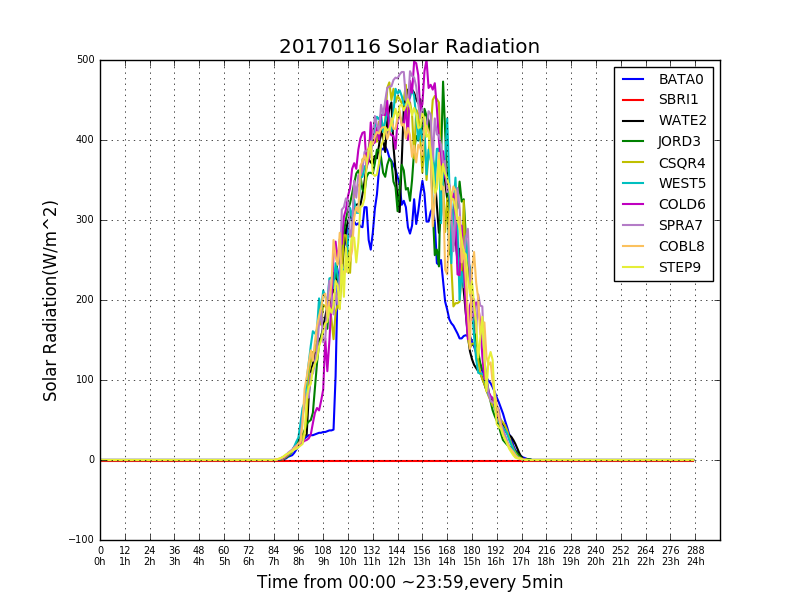 20170116 Solar Radiation
500
400
300
200
100
0
−100
Solar Radiation(W/m^2)
BATA0
SBRI1
WATE2
JORD3
CSQR4
WEST5
COLD6
SPRA7
COBL8
STEP9
0 12 24 36 48 60 72 84 96 108 120 132 144 156 168 180 192 204 216 228 240 252 264 276 288
0h 1h 2h 3h 4h 5h 6h 7h 8h 9h 10h 11h 12h 13h 14h 15h 16h 17h 18h 19h 20h 21h 22h 23h 24h
Time from 00:00 ~23:59,every 5min